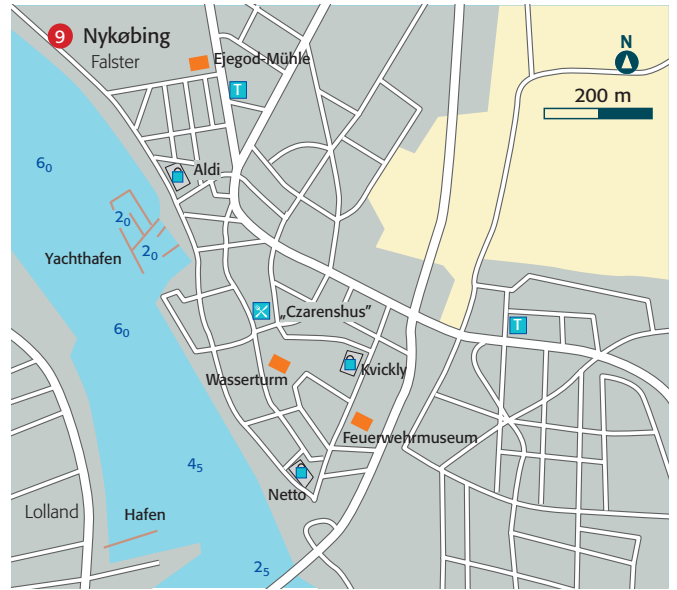 9 Nykøbing
Falster
Ejegod-Mühle
N
T
200 m
Aldi
6₀
2₀
2₀
Yachthafen
„Czarenshus”
T
6₀
Wasserturm
Kvickly
Feuerwehrmuseum
4₅
Netto
Lolland
Hafen
2₅